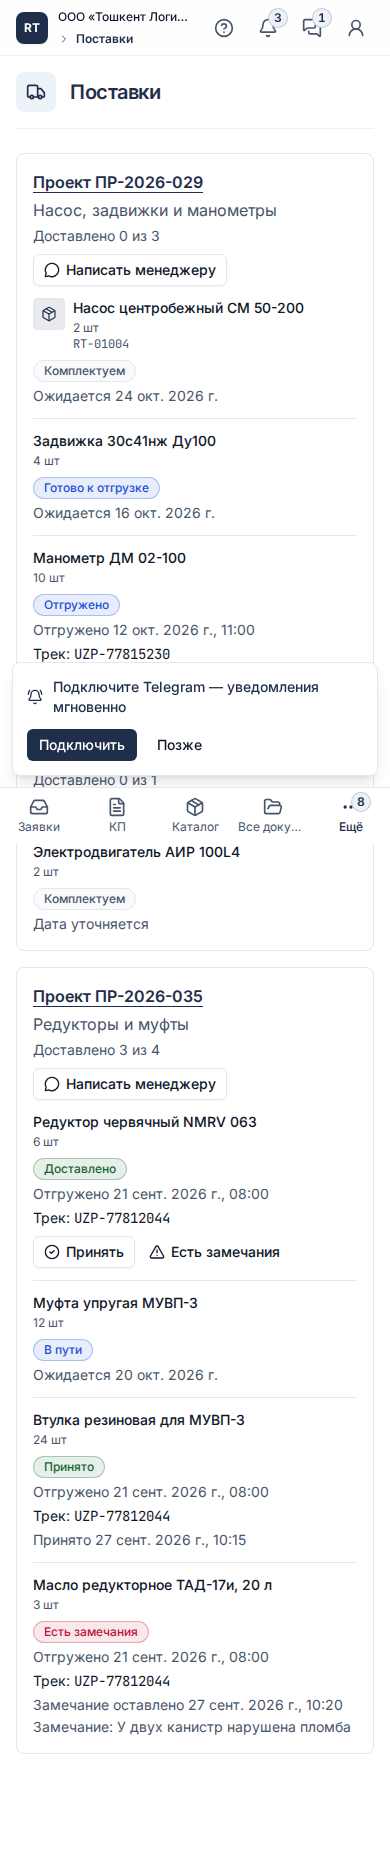 RT
ООО «Тошкент Логи...
3
1
Поставки
Поставки
Проект ПР-2026-029
Насос, задвижки и манометры
Доставлено 0 из 3
Написать менеджеру
Насос центробежный СМ 50-200
2 шт
RT-01004
Комплектуем
Ожидается 24 окт. 2026 г.
Задвижка 30с41нж Ду100
4 шт
Готово к отгрузке
Ожидается 16 окт. 2026 г.
Манометр ДМ 02-100
10 шт
Отгружено
Отгружено 12 окт. 2026 г., 11:00
Трек: UZP-77815230
Подключите Telegram — уведомления
мгновенно
Подключить
Позже
Доставлено 0 из 1
Заявки
КП
Каталог
Все доку...
8
Ещё
Электродвигатель АИР 100L4
2 шт
Комплектуем
Дата уточняется
Проект ПР-2026-035
Редукторы и муфты
Доставлено 3 из 4
Написать менеджеру
Редуктор червячный NMRV 063
6 шт
Доставлено
Отгружено 21 сент. 2026 г., 08:00
Трек: UZP-77812044
Принять
Есть замечания
Муфта упругая МУВП-3
12 шт
В пути
Ожидается 20 окт. 2026 г.
Втулка резиновая для МУВП-3
24 шт
Принято
Отгружено 21 сент. 2026 г., 08:00
Трек: UZP-77812044
Принято 27 сент. 2026 г., 10:15
Масло редукторное ТАД-17и, 20 л
3 шт
Есть замечания
Отгружено 21 сент. 2026 г., 08:00
Трек: UZP-77812044
Замечание оставлено 27 сент. 2026 г., 10:20
Замечание: У двух канистр нарушена пломба